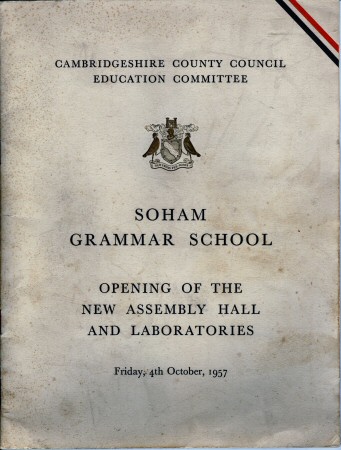 CAMBRIDGESHIRE COUNTY COUNCIL
EDUCATION COMMITTEE
SOHAM
GRAMMAR SCHOOL
OPENING OF THE
NEW ASSEMBLY HALL
AND LABORATORIES
Friday, 4th October, 1957